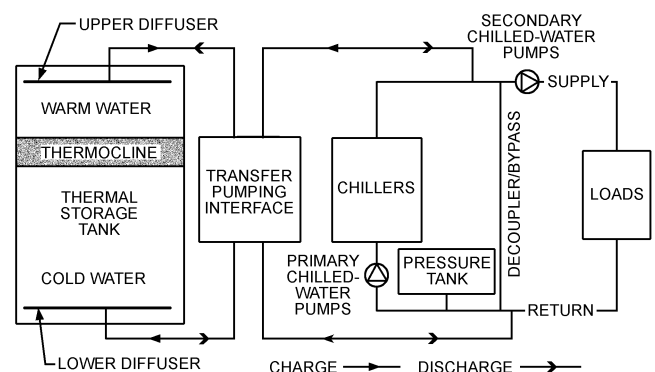 UPPER DIFFUSER
SECONDARY
CHILLED-WATER
PUMPS
SUPPLY
WARM WATER
THERMOCLINE
THERMAL
STORAGE
TANK
COLD WATER
LOWER DIFFUSER
TRANSFER
PUMPING
INTERFACE
CHILLERS
DECOUPLER/BYPASS
LOADS
PRIMARY
CHILLED-
WATER
PUMPS
PRESSURE
TANK
RETURN
CHARGE
DISCHARGE